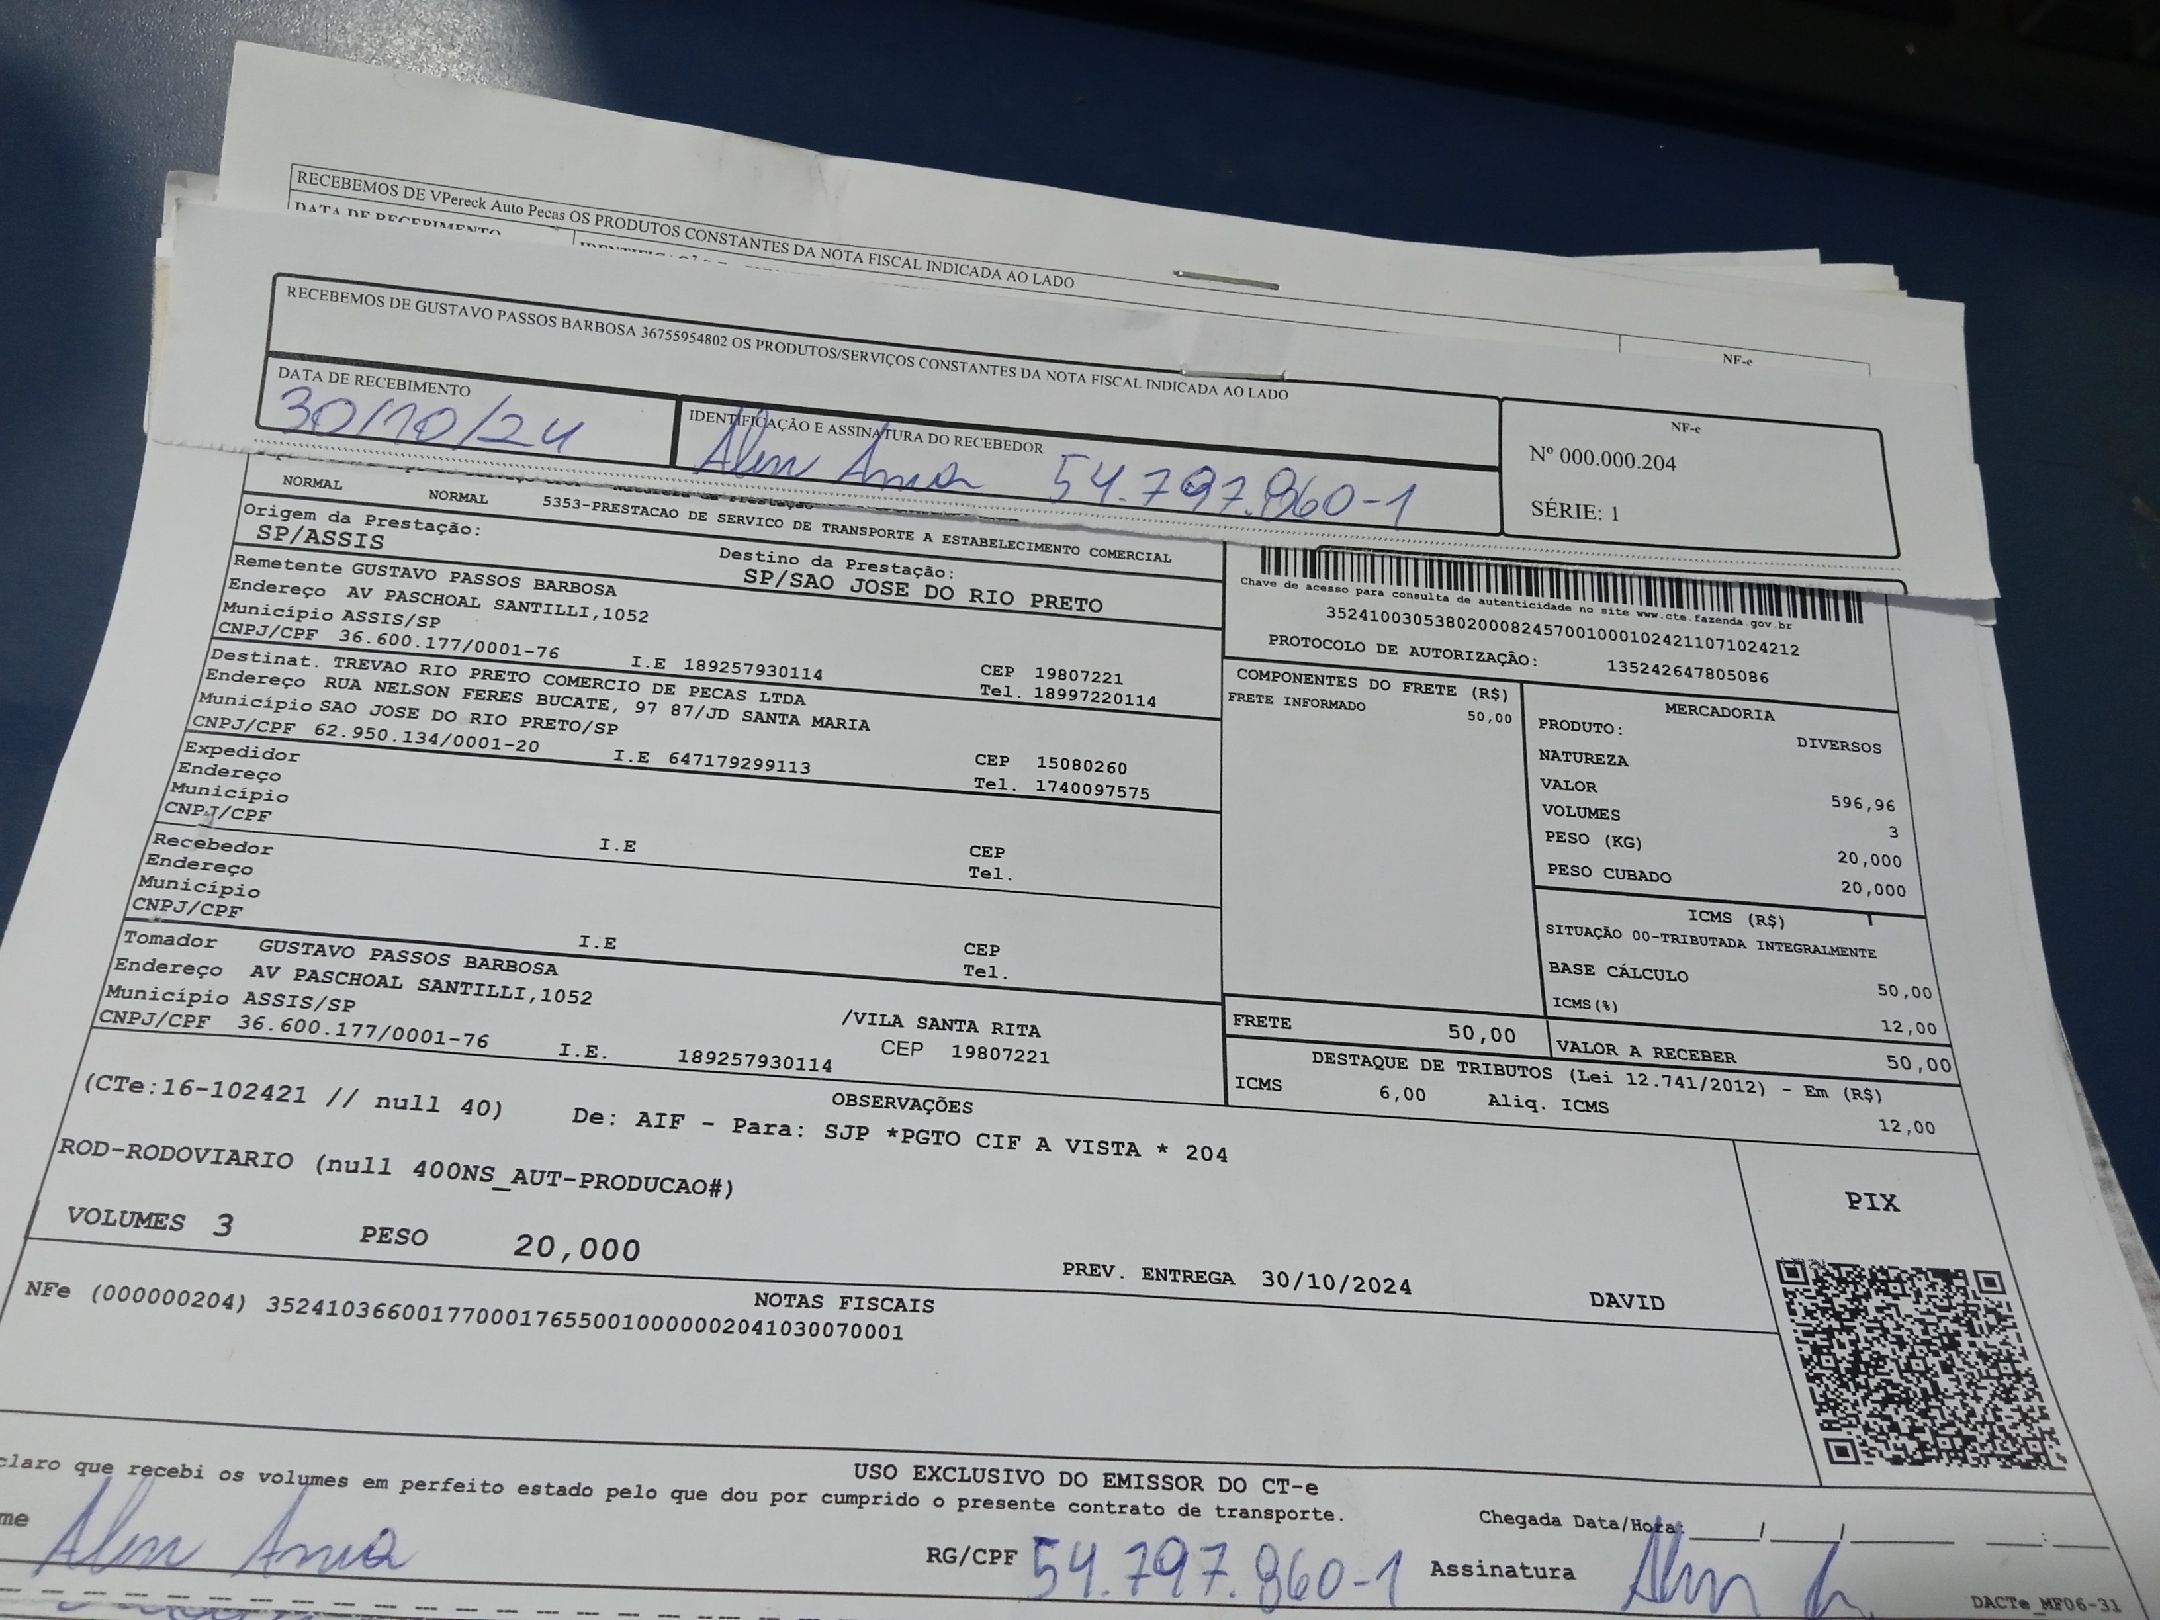 RECEBEMOS DE VPereck Auto Pecas OS PRODUTOS CONSTANTES DA NOTA FISCAL INDICADA AO LADO
NF-e
DATA DE RECEBIMENTO
RECEBEMOS DE GUSTAVO PASSOS BARBOSA 36755954802 OS PRODUTOS/SERVIÇOS CONSTANTES DA NOTA FISCAL INDICADA AO LADO
NF-e
Nº 000.000.204
SÉRIE: 1
DATA DE RECEBIMENTO
30/10/24
IDENTIFICAÇÃO E ASSINATURA DO RECEBEDOR
54.797.860-1
NORMAL NORMAL 5353-PRESTACAO DE SERVICO DE TRANSPORTE A ESTABELECIMENTO COMERCIAL
Origem da Prestação:
SP/ASSIS
Destino da Prestação:
SP/SAO JOSE DO RIO PRETO
Remetente GUSTAVO PASSOS BARBOSA
Endereço AV PASCHOAL SANTILLI,1052
Município ASSIS/SP
CNPJ/CPF 36.600.177/0001-76 I.E 189257930114
CEP 19807221
Tel. 18997220114
Destinat. TREVAO RIO PRETO COMERCIO DE PECAS LTDA
Endereço RUA NELSON FERES BUCATE, 97 87/JD SANTA MARIA
Município SAO JOSE DO RIO PRETO/SP
CNPJ/CPF 62.950.134/0001-20 I.E 647179299113
CEP 15080260
Tel. 1740097575
Expedidor
Endereço
Município
CNPJ/CPF I.E
CEP
Tel.
Recebedor
Endereço
Município
CNPJ/CPF I.E
CEP
Tel.
Tomador GUSTAVO PASSOS BARBOSA
Endereço AV PASCHOAL SANTILLI,1052
/VILA SANTA RITA
Município ASSIS/SP
CEP 19807221
CNPJ/CPF 36.600.177/0001-76 I.E. 189257930114
Chave de acesso para consulta de autenticidade no site www.cte.fazenda.gov.br
35241003053802000824570010001024211071024212
PROTOCOLO DE AUTORIZAÇÃO: 135242647805086
COMPONENTES DO FRETE (R$)
FRETE INFORMADO 50,00
MERCADORIA
PRODUTO: DIVERSOS
NATUREZA
VALOR 596,96
VOLUMES 3
PESO (KG) 20,000
PESO CUBADO 20,000
ICMS (R$)
SITUAÇÃO 00-TRIBUTADA INTEGRALMENTE
BASE CÁLCULO 50,00
ICMS(%) 12,00
FRETE 50,00
VALOR A RECEBER 50,00
DESTAQUE DE TRIBUTOS (Lei 12.741/2012) - Em (R$)
ICMS 6,00 Aliq. ICMS 12,00
OBSERVAÇÕES
(CTe:16-102421 // null 40) De: AIF - Para: SJP *PGTO CIF A VISTA * 204
ROD-RODOVIARIO (null 400NS_AUT-PRODUCAO#)
VOLUMES 3 PESO 20,000
PREV. ENTREGA 30/10/2024
DAVID
PIX
NOTAS FISCAIS
NFe (000000204) 35241036600177000176550010000002041030070001
USO EXCLUSIVO DO EMISSOR DO CT-e
claro que recebi os volumes em perfeito estado pelo que dou por cumprido o presente contrato de transporte.
Chegada Data/Hora: / / :
me
RG/CPF 54.797.860-1
Assinatura
DACTe_MF06-31